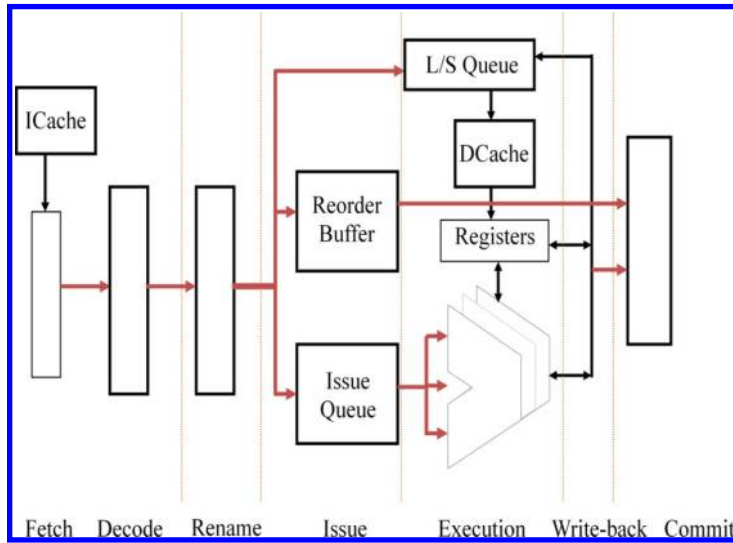 L/S Queue
ICache
DCache
Reorder
Buffer
Registers
Issue
Queue
Fetch Decode Rename Issue Execution Write-back Commit